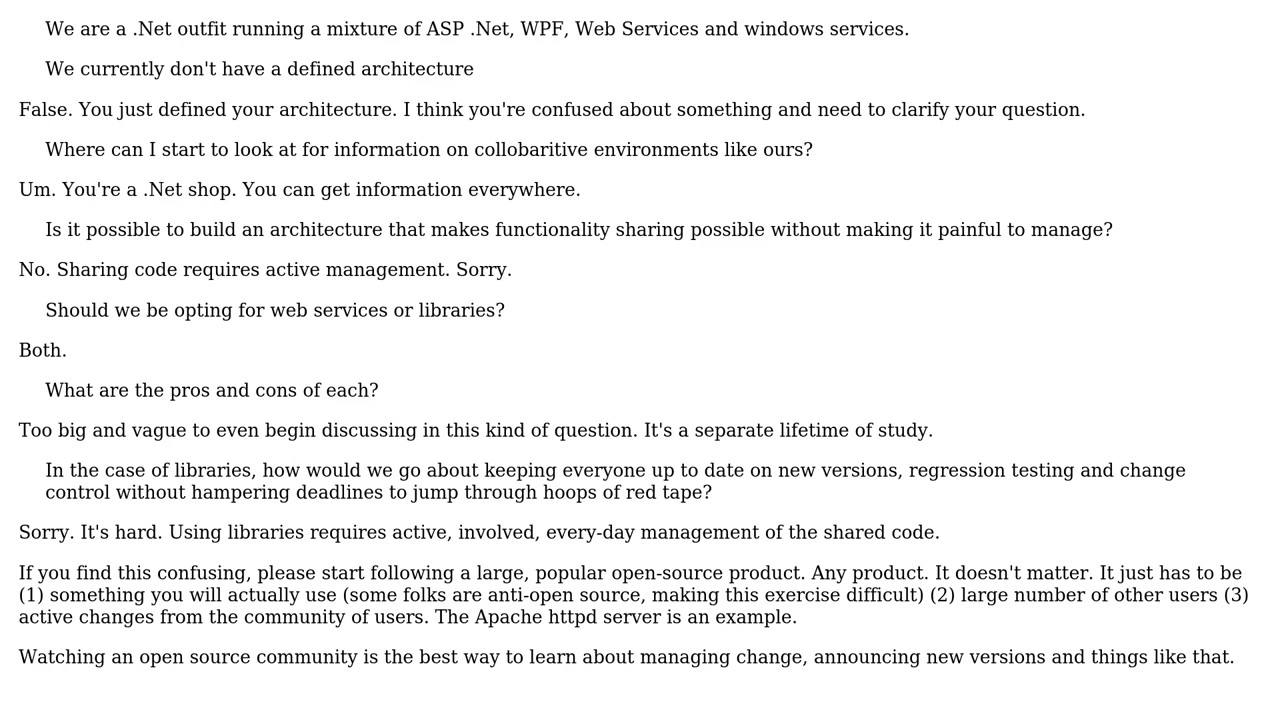 We are a .Net outfit running a mixture of ASP .Net, WPF, Web Services and windows services.
We currently don't have a defined architecture
False. You just defined your architecture. I think you're confused about something and need to clarify your question.
Where can I start to look at for information on collobaritive environments like ours?
Um. You're a .Net shop. You can get information everywhere.
Is it possible to build an architecture that makes functionality sharing possible without making it painful to manage?
No. Sharing code requires active management. Sorry.
Should we be opting for web services or libraries?
Both.
What are the pros and cons of each?
Too big and vague to even begin discussing in this kind of question. It's a separate lifetime of study.
In the case of libraries, how would we go about keeping everyone up to date on new versions, regression testing and change
control without hampering deadlines to jump through hoops of red tape?
Sorry. It's hard. Using libraries requires active, involved, every-day management of the shared code.
If you find this confusing, please start following a large, popular open-source product. Any product. It doesn't matter. It just has to be
(1) something you will actually use (some folks are anti-open source, making this exercise difficult) (2) large number of other users (3)
active changes from the community of users. The Apache httpd server is an example.
Watching an open source community is the best way to learn about managing change, announcing new versions and things like that.